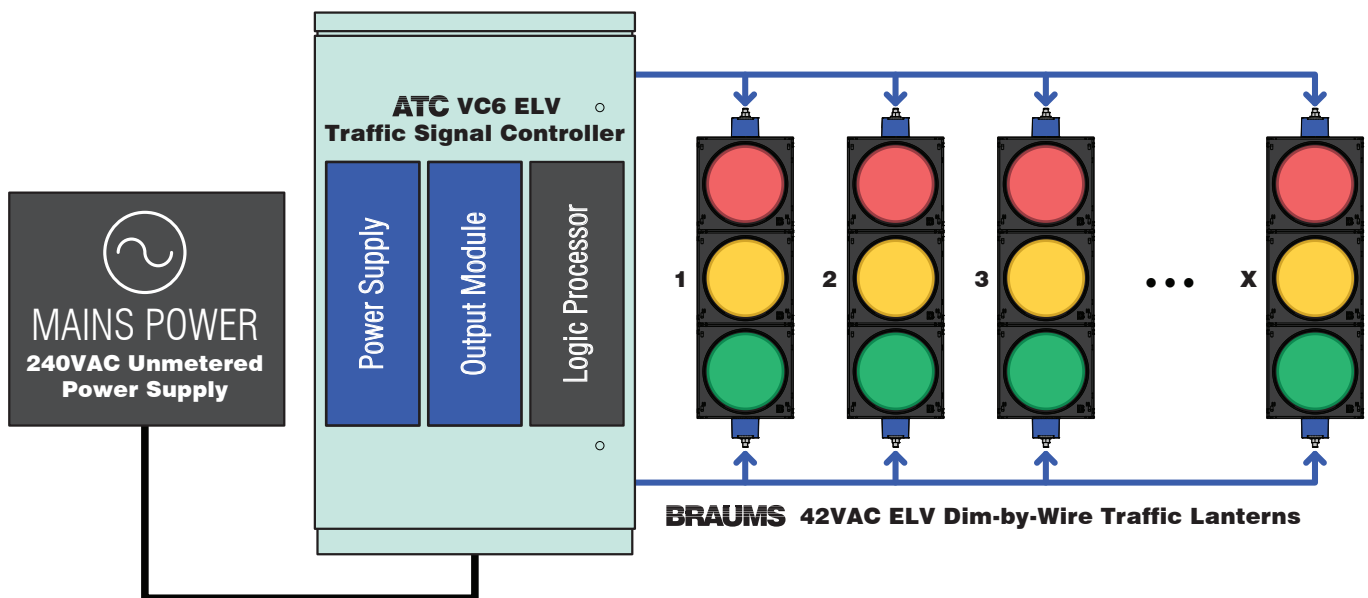 ATC VC6 ELV
Traffic Signal Controller
Power Supply
Output Module
Logic Processor
MAINS POWER
240VAC Unmetered
Power Supply
1
2
3
...
X
B
B
B
B
BRAUMS 42VAC ELV Dim-by-Wire Traffic Lanterns